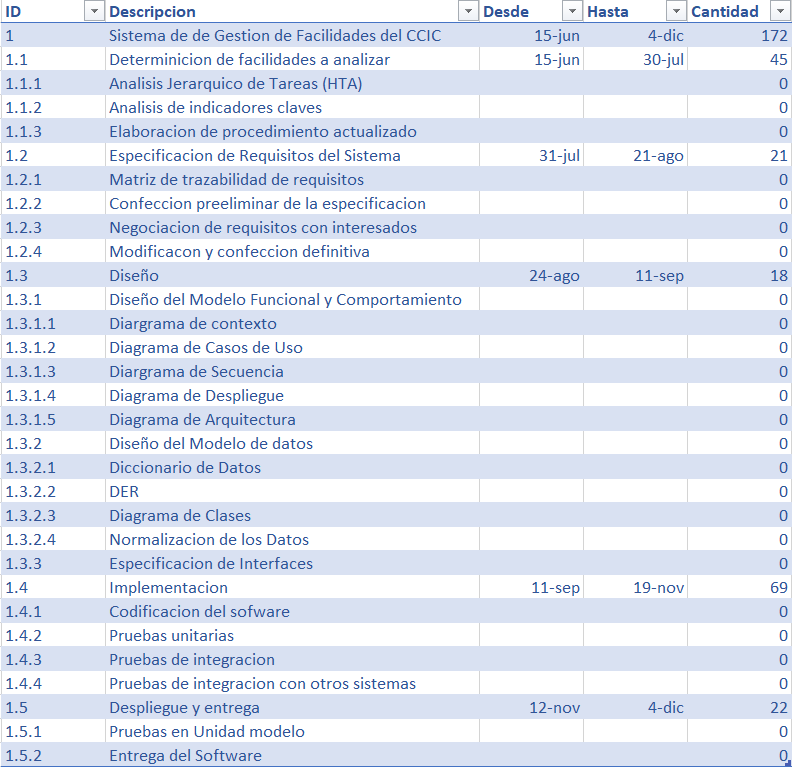 ID Descripcion Desde Hasta Cantidad
1 Sistema de de Gestion de Facilidades del CCIC 15-jun 4-dic 172
1.1 Determinicion de facilidades a analizar 15-jun 30-jul 45
1.1.1 Analisis Jerarquico de Tareas (HTA) 0
1.1.2 Analisis de indicadores claves 0
1.1.3 Elaboracion de procedimiento actualizado 0
1.2 Especificacion de Requisitos del Sistema 31-jul 21-ago 21
1.2.1 Matriz de trazabilidad de requisitos 0
1.2.2 Confeccion preeliminar de la especificacion 0
1.2.3 Negociacion de requisitos con interesados 0
1.2.4 Modificacon y confeccion definitiva 0
1.3 Diseño 24-ago 11-sep 18
1.3.1 Diseño del Modelo Funcional y Comportamiento 0
1.3.1.1 Diargrama de contexto 0
1.3.1.2 Diagrama de Casos de Uso 0
1.3.1.3 Diargrama de Secuencia 0
1.3.1.4 Diagrama de Despliegue 0
1.3.1.5 Diagrama de Arquitectura 0
1.3.2 Diseño del Modelo de datos 0
1.3.2.1 Diccionario de Datos 0
1.3.2.2 DER 0
1.3.2.3 Diagrama de Clases 0
1.3.2.4 Normalizacion de los Datos 0
1.3.3 Especificacion de Interfaces 0
1.4 Implementacion 11-sep 19-nov 69
1.4.1 Codificacion del sofware 0
1.4.2 Pruebas unitarias 0
1.4.3 Pruebas de integracion 0
1.4.4 Pruebas de integracion con otros sistemas 0
1.5 Despliegue y entrega 12-nov 4-dic 22
1.5.1 Pruebas en Unidad modelo 0
1.5.2 Entrega del Software 0